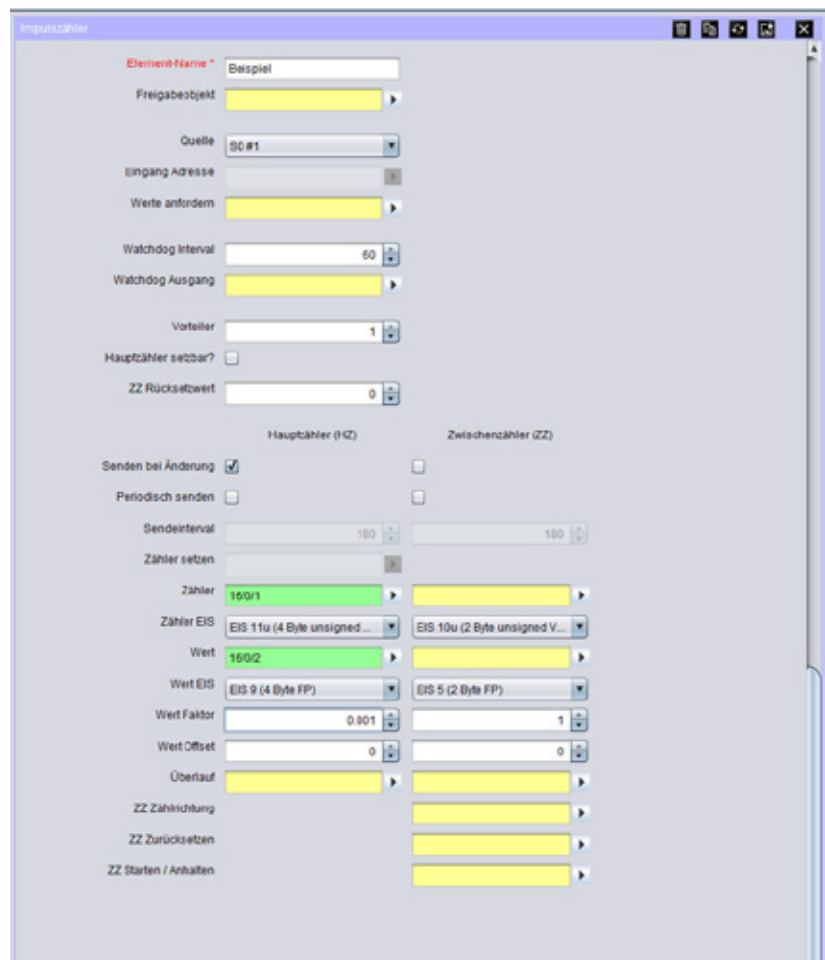 Impulszähler
Element-Name * Beispiel
Freigabeobjekt
Quelle S0 #1
Eingang Adresse
Werte anfordern
Watchdog Interval 60
Watchdog Ausgang
Vorteiler 1
Hauptzähler setzbar?
ZZ Rücksetzwert 0
Hauptzähler (HZ) Zwischenzähler (ZZ)
Senden bei Änderung
Periodisch senden
Sendeinterval 180 180
Zähler setzen
Zähler 16/0/1
Zähler EIS EIS 11u (4 Byte unsigned ... EIS 10u (2 Byte unsigned V...
Wert 16/0/2
Wert EIS EIS 9 (4 Byte FP) EIS 5 (2 Byte FP)
Wert Faktor 0.001 1
Wert Offset 0 0
Überlauf
ZZ Zählrichtung
ZZ Zurücksetzen
ZZ Starten / Anhalten